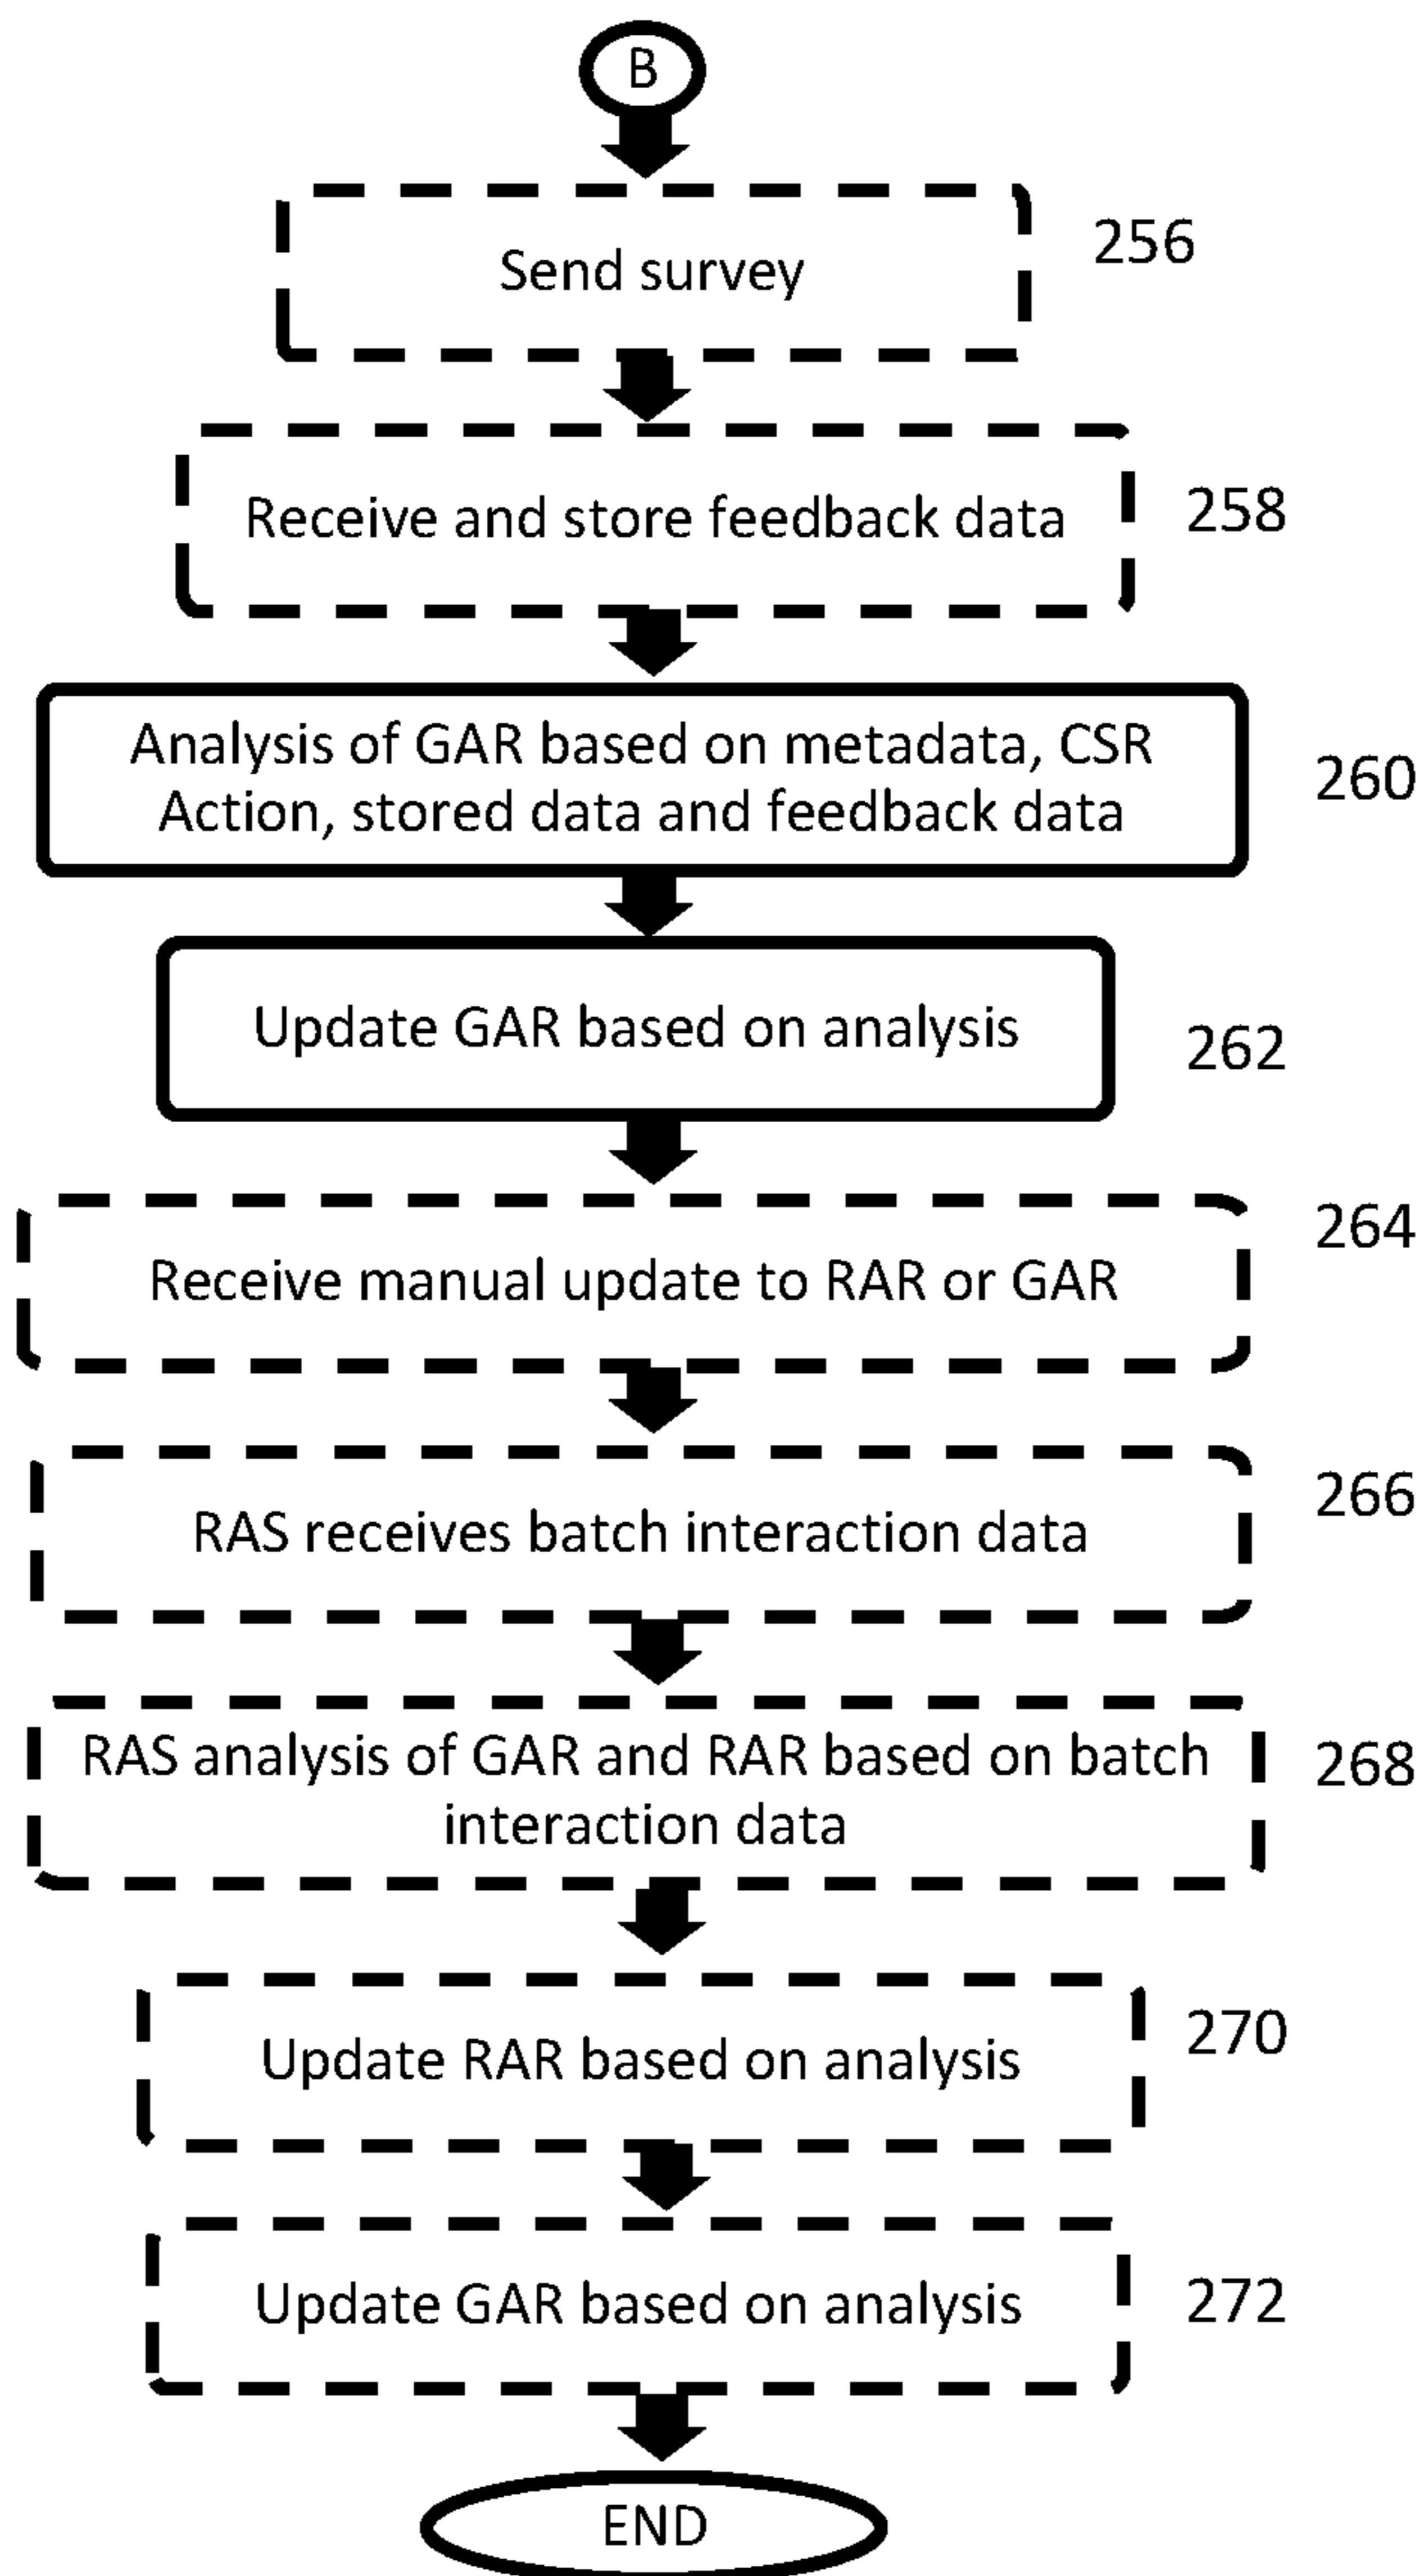 B
Send survey
256
Receive and store feedback data
258
Analysis of GAR based on metadata, CSR
Action, stored data and feedback data
260
Update GAR based on analysis
262
Receive manual update to RAR or GAR
264
RAS receives batch interaction data
266
RAS analysis of GAR and RAR based on batch
interaction data
268
Update RAR based on analysis
270
Update GAR based on analysis
272
END